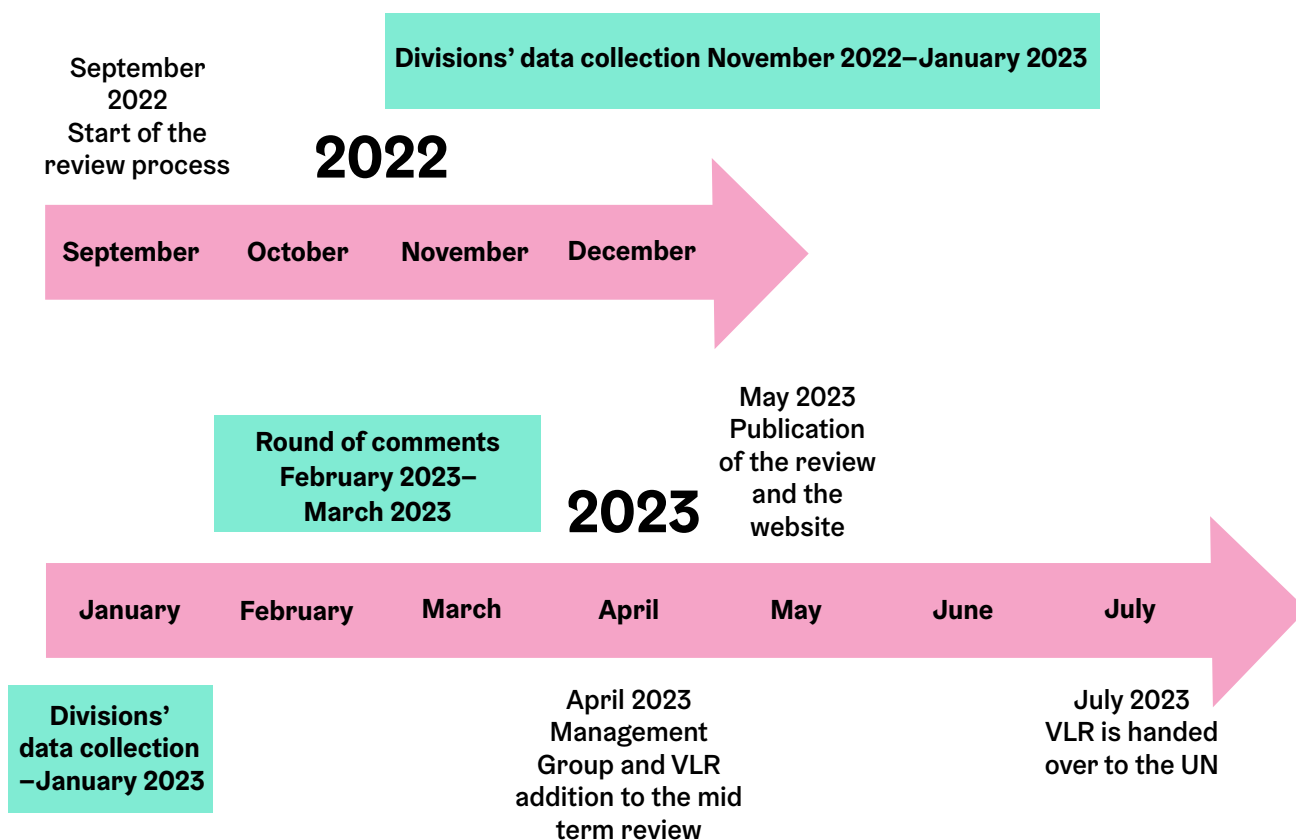 Divisions’ data collection November 2022–January 2023
September
2022
Start of the
review process
2022
September October November December
May 2023
Publication
of the review
and the
website
Round of comments
February 2023–
March 2023
2023
January February March April May June July
Divisions’
data collection
–January 2023
April 2023
Management
Group and VLR
addition to the mid
term review
July 2023
VLR is handed
over to the UN